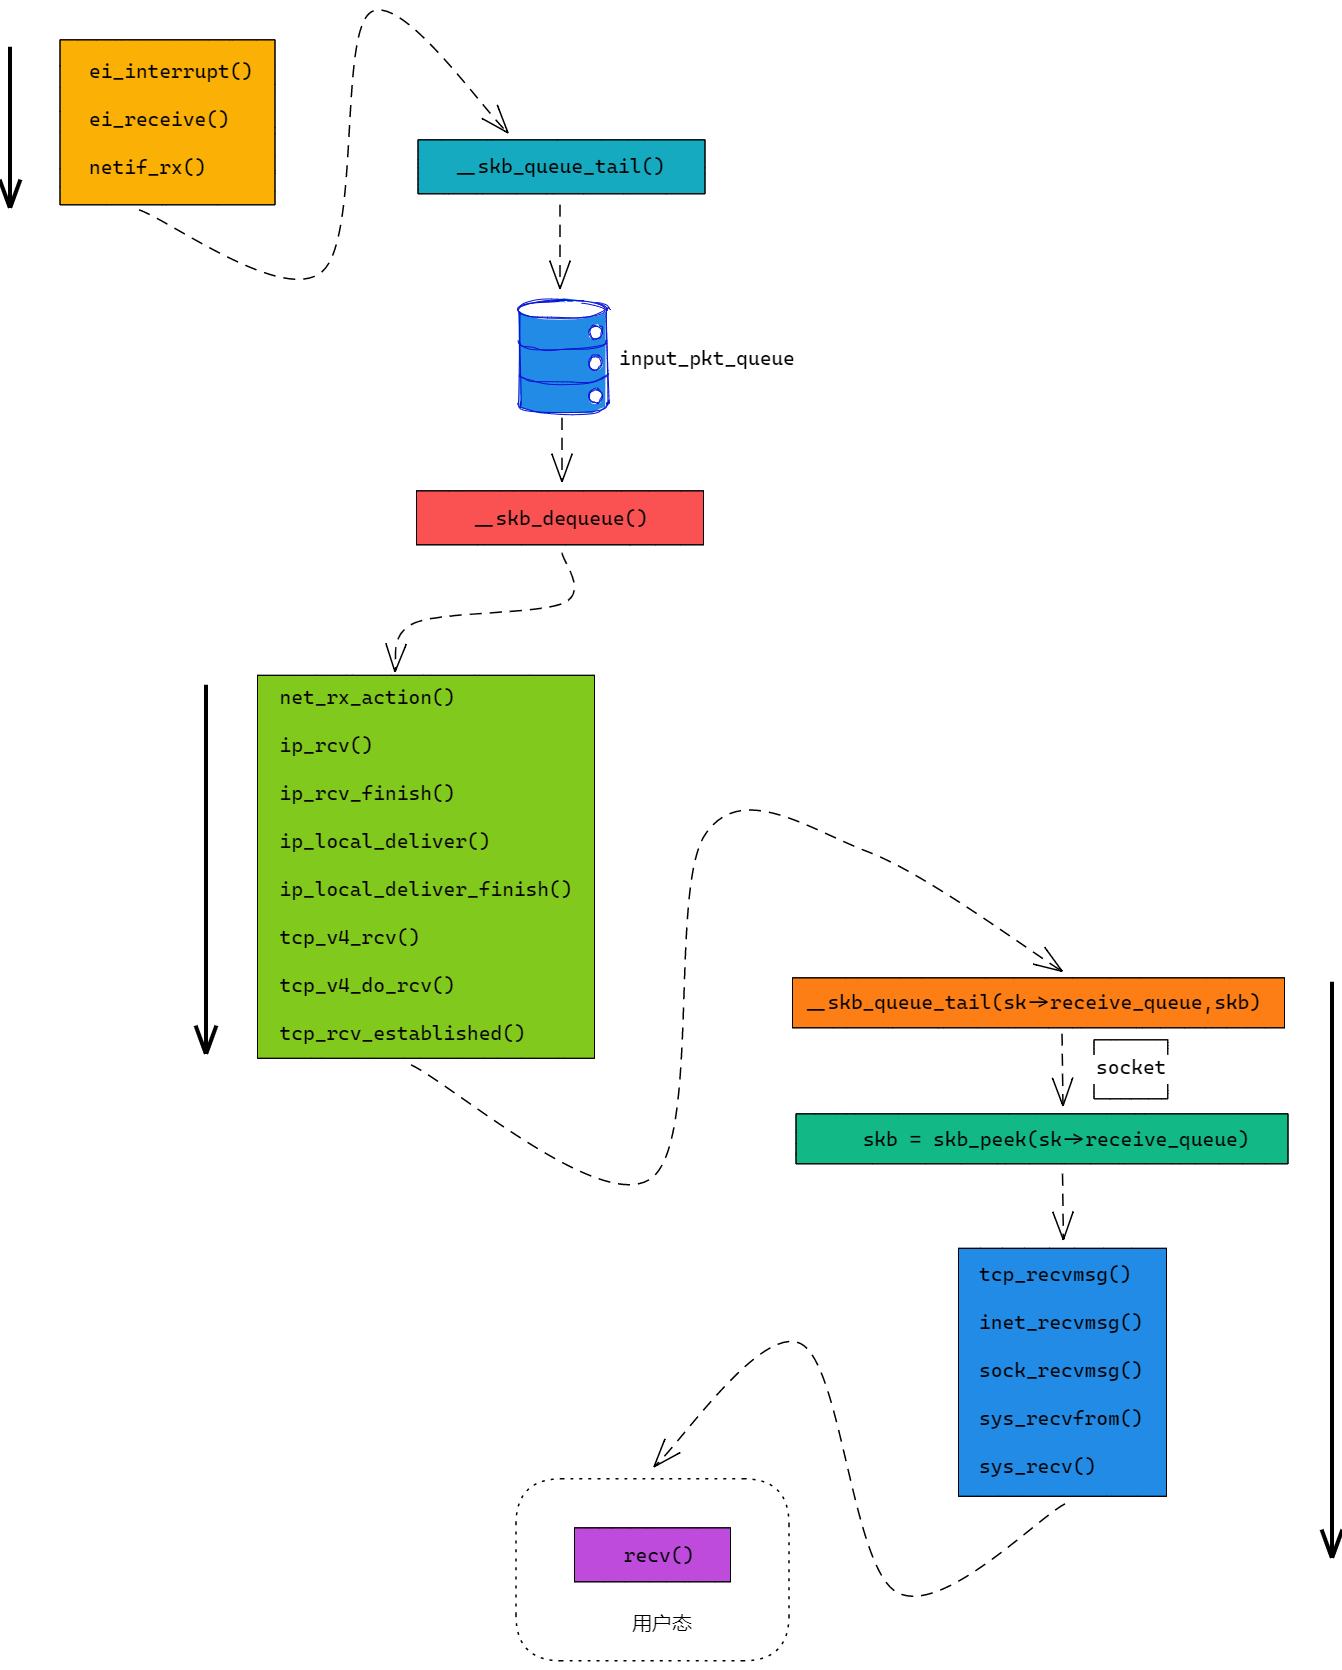 ei_interrupt()
ei_receive()
netif_rx()
__skb_queue_tail()
input_pkt_queue
__skb_dequeue()
net_rx_action()
ip_rcv()
ip_rcv_finish()
ip_local_deliver()
ip_local_deliver_finish()
tcp_v4_rcv()
tcp_v4_do_rcv()
tcp_rcv_established()
__skb_queue_tail(sk->receive_queue,skb)
socket
skb = skb_peek(sk->receive_queue)
tcp_recvmsg()
inet_recvmsg()
sock_recvmsg()
sys_recvfrom()
sys_recv()
recv()
用户态